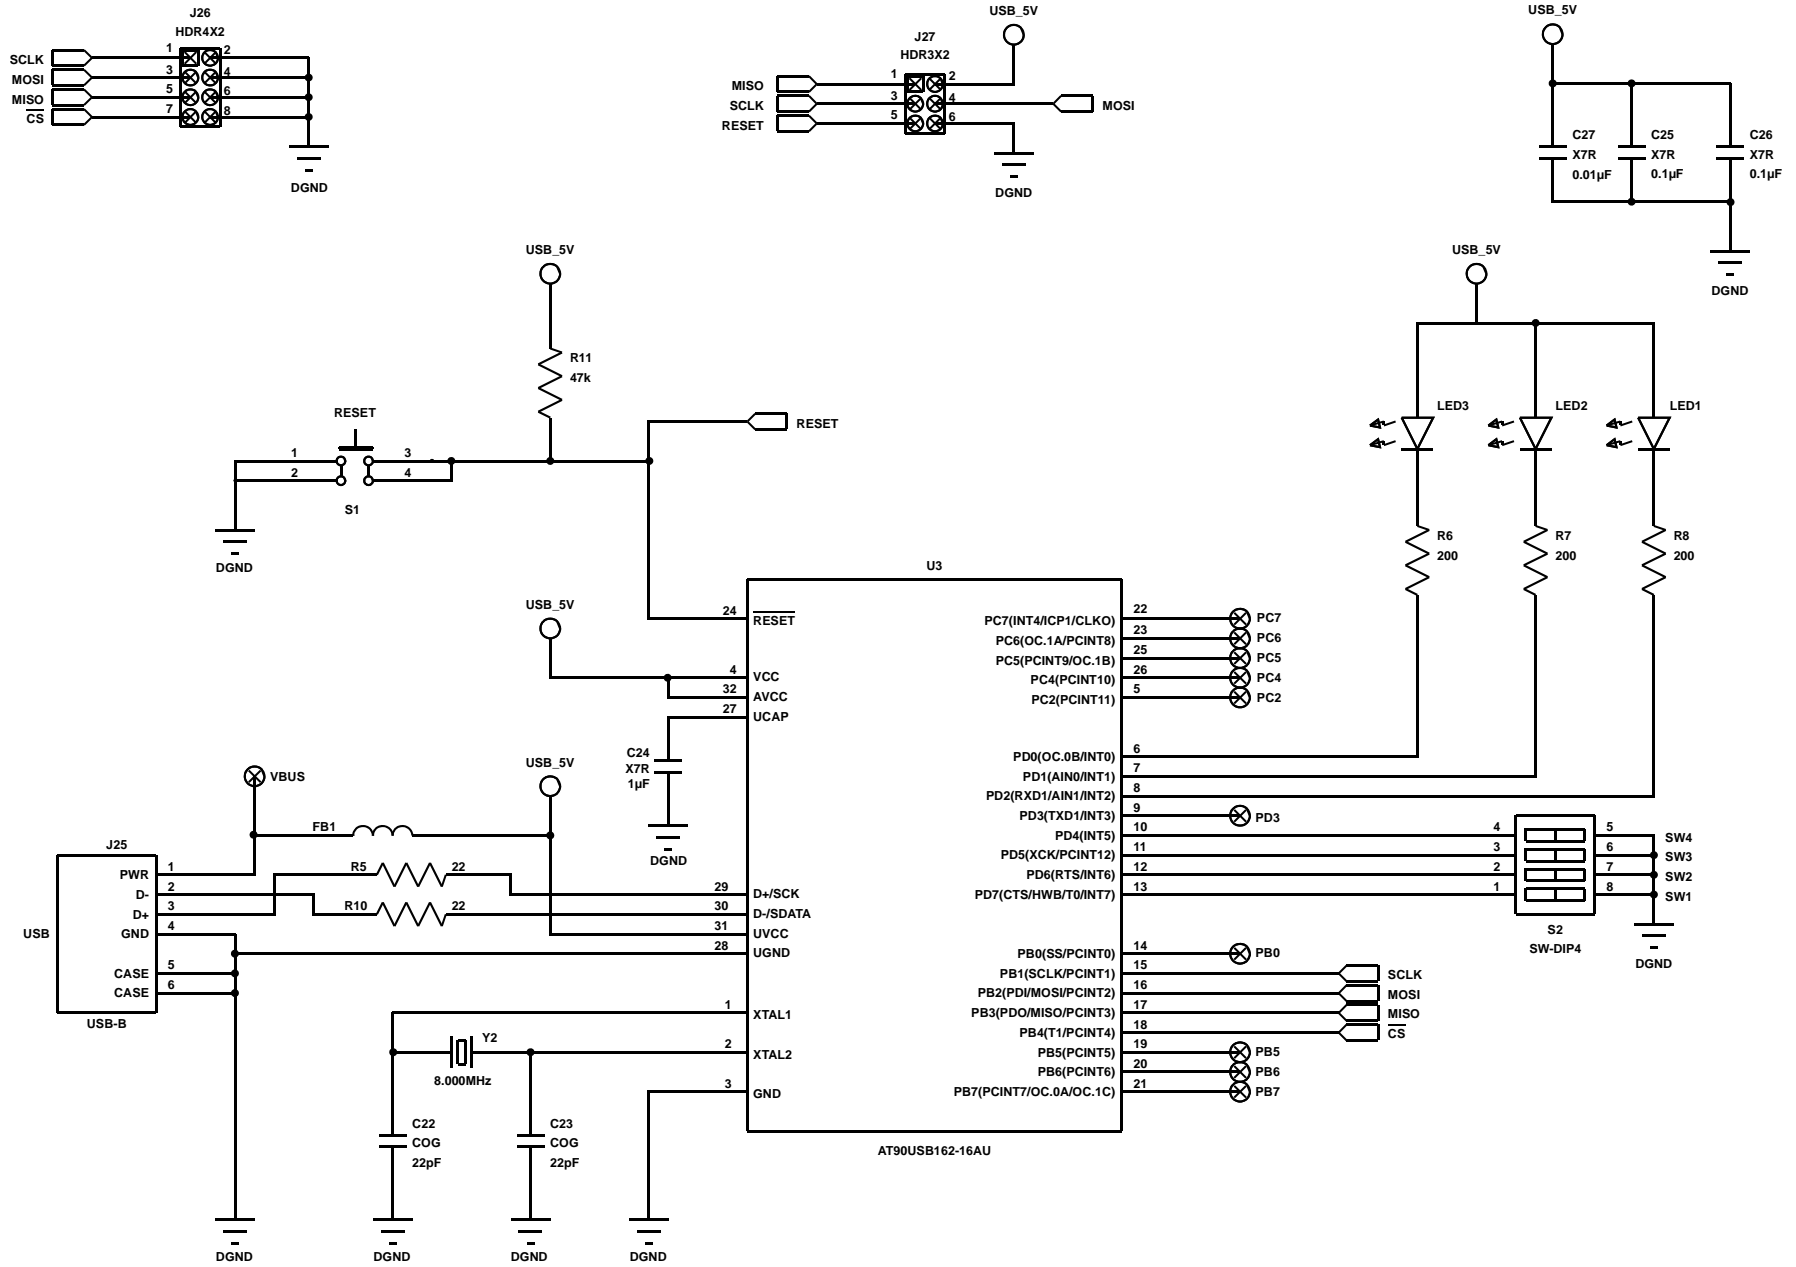 J26
HDR4X2
SCLK 1 2
MOSI 3 4
MISO 5 6
CS 7 8
DGND
J27
HDR3X2
USB_5V
MISO 1 2
SCLK 3 4 MOSI
RESET 5 6
DGND
USB_5V
C27
X7R
0.01µF
C25
X7R
0.1µF
C26
X7R
0.1µF
DGND
USB_5V
R11
47k
RESET
RESET
1 3
2 4
S1
DGND
USB_5V
LED3
LED2
LED1
R6
200
R7
200
R8
200
U3
24 RESET
USB_5V
4 VCC
32 AVCC
27 UCAP
C24
X7R
1µF
DGND
VBUS
USB_5V
FB1
J25
PWR 1
D- 2
D+ 3
GND 4
CASE 5
CASE 6
USB
USB-B
R5 22
R10 22
29 D+/SCK
30 D-/SDATA
31 UVCC
28 UGND
1 XTAL1
2 XTAL2
3 GND
Y2
8.000MHz
C22
COG
22pF
C23
COG
22pF
DGND
DGND
DGND
DGND
PC7(INT4/ICP1/CLKO) 22 PC7
PC6(OC.1A/PCINT8) 23 PC6
PC5(PCINT9/OC.1B) 25 PC5
PC4(PCINT10) 26 PC4
PC2(PCINT11) 5 PC2
PD0(OC.0B/INT0) 6
PD1(AIN0/INT1) 7
PD2(RXD1/AIN1/INT2) 8
PD3(TXD1/INT3) 9 PD3
PD4(INT5) 10 4 5 SW4
PD5(XCK/PCINT12) 11 3 6 SW3
PD6(RTS/INT6) 12 2 7 SW2
PD7(CTS/HWB/T0/INT7) 13 1 8 SW1
S2
SW-DIP4
DGND
PB0(SS/PCINT0) 14 PB0
PB1(SCLK/PCINT1) 15 SCLK
PB2(PDI/MOSI/PCINT2) 16 MOSI
PB3(PDO/MISO/PCINT3) 17 MISO
PB4(T1/PCINT4) 18 CS
PB5(PCINT5) 19 PB5
PB6(PCINT6) 20 PB6
PB7(PCINT7/OC.0A/OC.1C) 21 PB7
AT90USB162-16AU